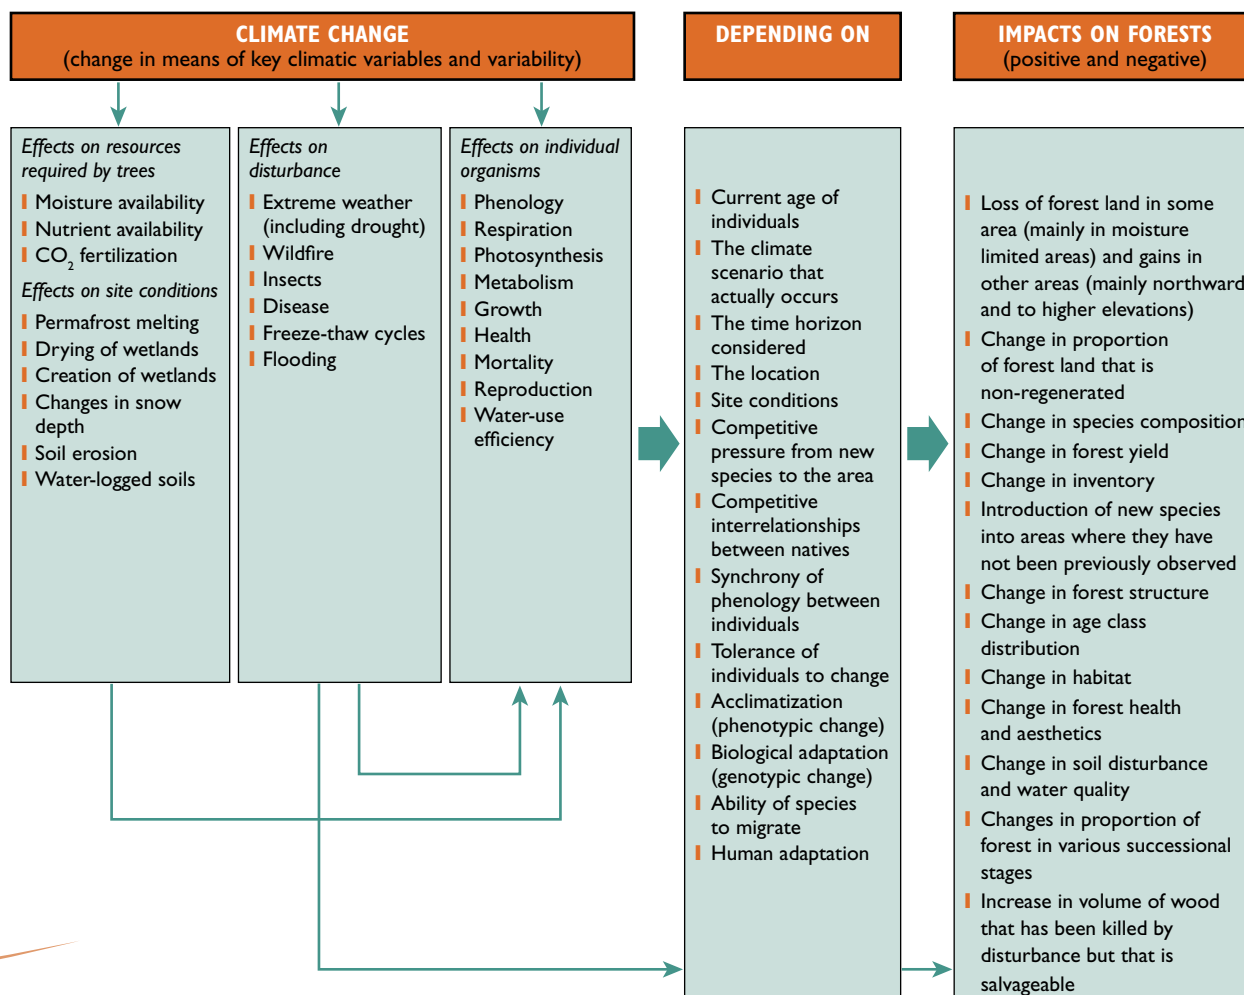 CLIMATE CHANGE
(change in means of key climatic variables and variability)
DEPENDING ON
IMPACTS ON FORESTS
(positive and negative)
Effects on resources
required by trees
Moisture availability
Nutrient availability
CO₂ fertilization
Effects on site conditions
Permafrost melting
Drying of wetlands
Creation of wetlands
Changes in snow
depth
Soil erosion
Water-logged soils
Effects on
disturbance
Extreme weather
(including drought)
Wildfire
Insects
Disease
Freeze-thaw cycles
Flooding
Effects on individual
organisms
Phenology
Respiration
Photosynthesis
Metabolism
Growth
Health
Mortality
Reproduction
Water-use
efficiency
Current age of
individuals
The climate
scenario that
actually occurs
The time horizon
considered
The location
Site conditions
Competitive
pressure from new
species to the area
Competitive
interrelationships
between natives
Synchrony of
phenology between
individuals
Tolerance of
individuals to change
Acclimatization
(phenotypic change)
Biological adaptation
(genotypic change)
Ability of species
to migrate
Human adaptation
Loss of forest land in some
area (mainly in moisture
limited areas) and gains in
other areas (mainly northward
and to higher elevations)
Change in proportion
of forest land that is
non-regenerated
Change in species composition
Change in forest yield
Change in inventory
Introduction of new species
into areas where they have
not been previously observed
Change in forest structure
Change in age class
distribution
Change in habitat
Change in forest health
and aesthetics
Change in soil disturbance
and water quality
Changes in proportion of
forest in various successional
stages
Increase in volume of wood
that has been killed by
disturbance but that is
salvageable